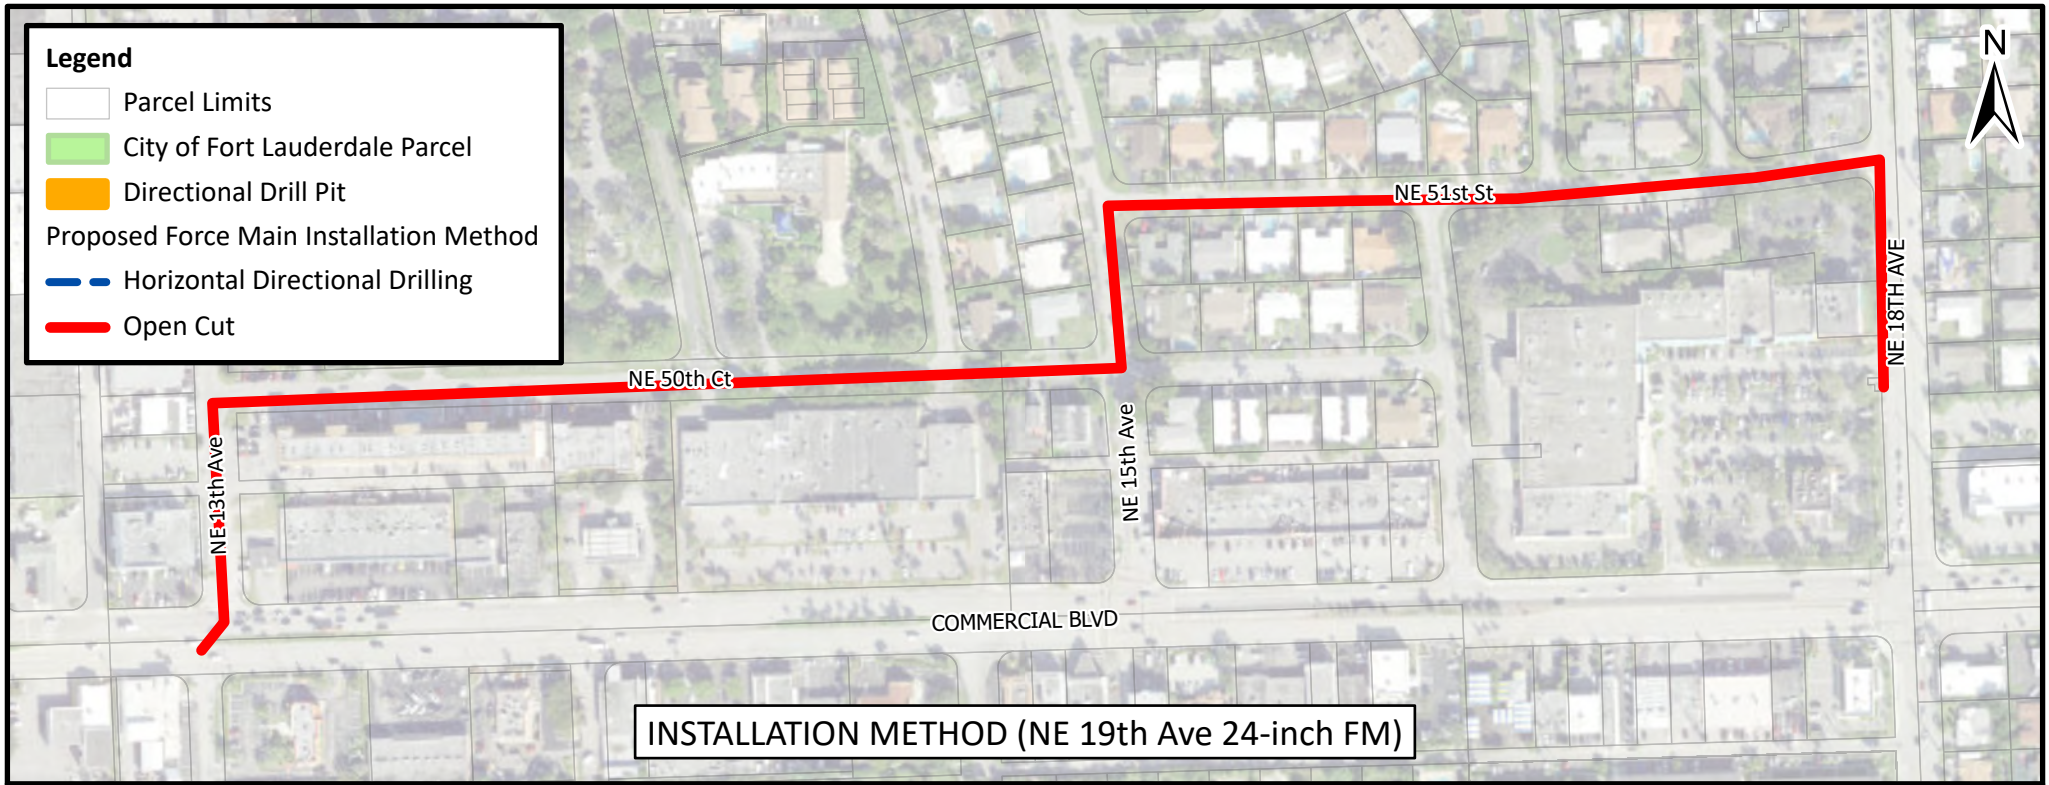 Legend
Parcel Limits
City of Fort Lauderdale Parcel
Directional Drill Pit
Proposed Force Main Installation Method
Horizontal Directional Drilling
Open Cut
N
NE 51st St
NE 18TH AVE
NE 50th Ct
NE 15th Ave
NE 13th Ave
COMMERCIAL BLVD
INSTALLATION METHOD (NE 19th Ave 24-inch FM)